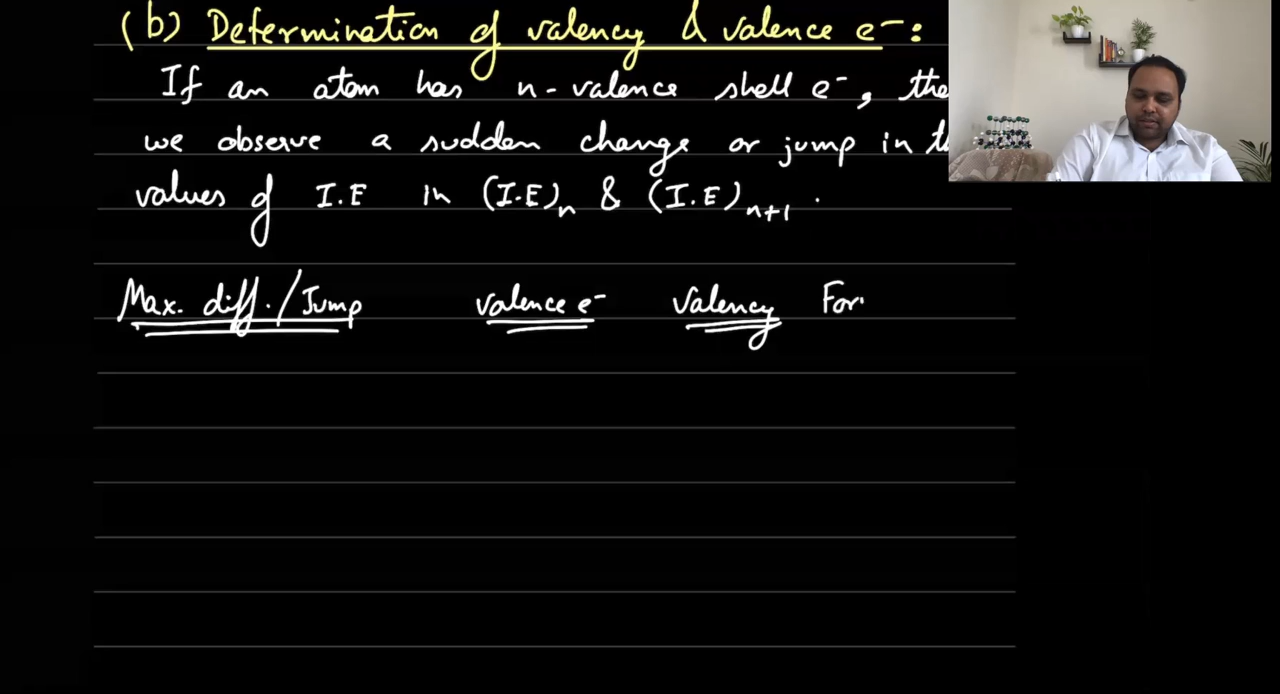 (b) Determination of valency & valence e⁻:
If an atom has n-valence shell e⁻, the
we observe a sudden change or jump in th
values of I.E in (I.E)ₙ & (I.E)ₙ₊₁ .
Max. diff./Jump valence e⁻ Valency For